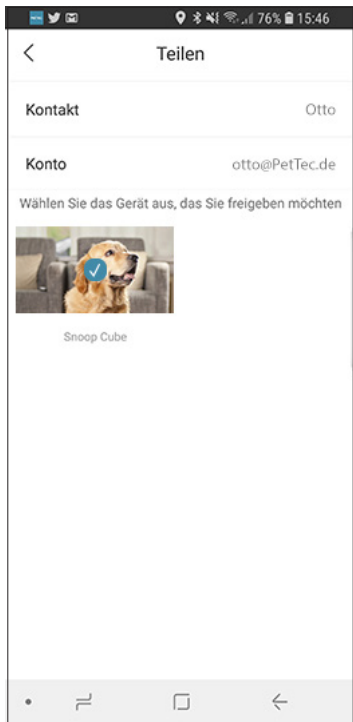 76% 15:46
Teilen
Kontakt Otto
Konto otto@PetTec.de
Wählen Sie das Gerät aus, das Sie freigeben möchten
Snoop Cube